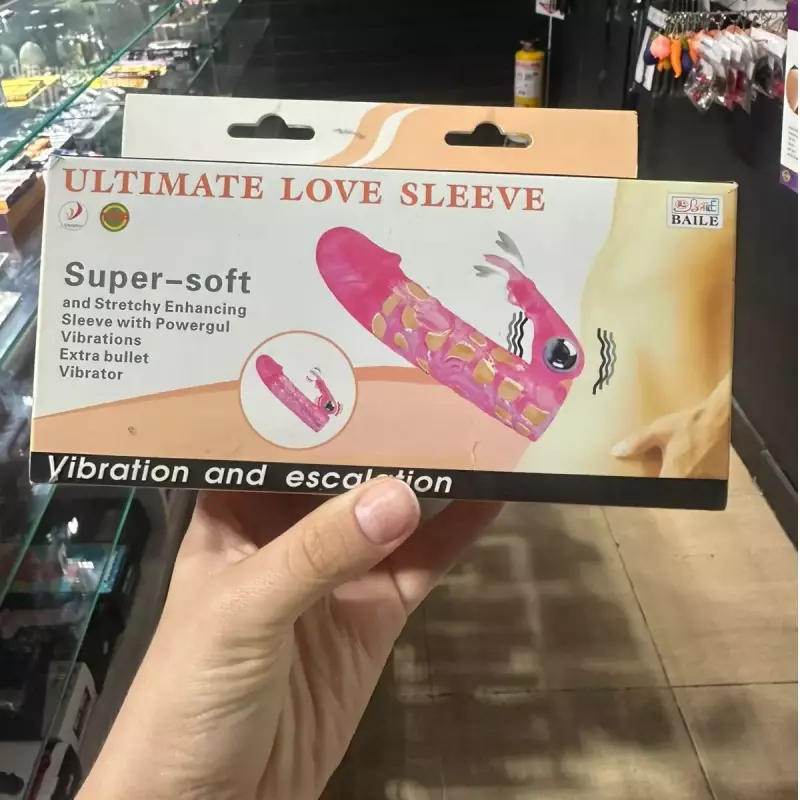 ULTIMATE LOVE SLEEVE
BAILE
Super-soft
and Stretchy Enhancing
Sleeve with Powergul
Vibrations
Extra bullet
Vibrator
Vibration and escalation